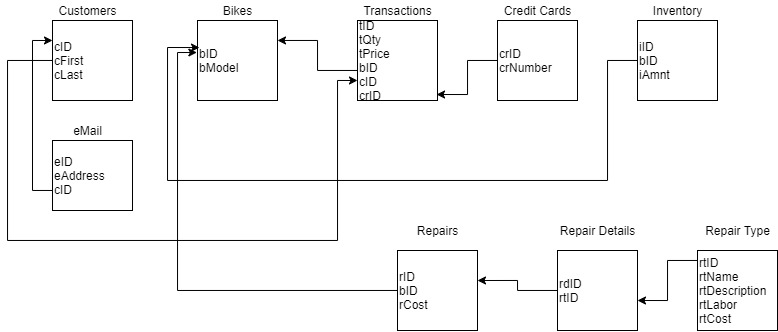 Customers
cID
cFirst
cLast
Bikes
bID
bModel
Transactions
tID
tQty
tPrice
bID
cID
crID
Credit Cards
crID
crNumber
Inventory
iID
bID
iAmnt
eMail
eID
eAddress
cID
Repairs
rID
bID
rCost
Repair Details
rdID
rtID
Repair Type
rtID
rtName
rtDescription
rtLabor
rtCost